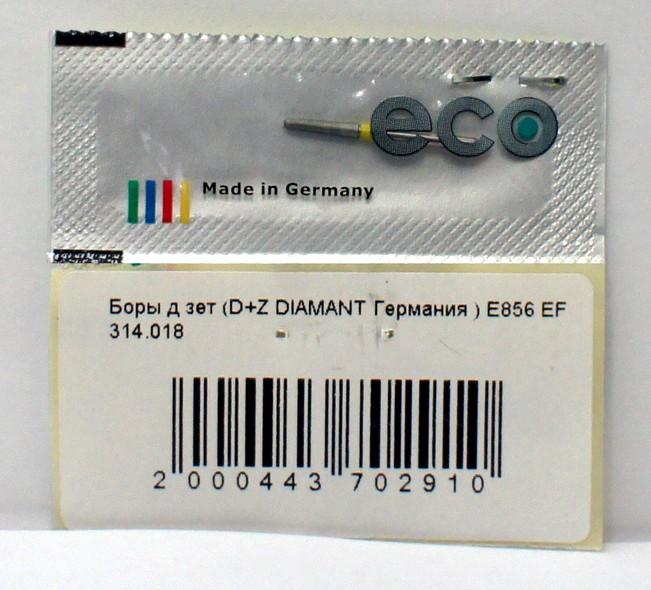 eco
Made in Germany
Боры д зет (D+Z DIAMANT Германия ) E856 EF
314.018
2 000443 702910